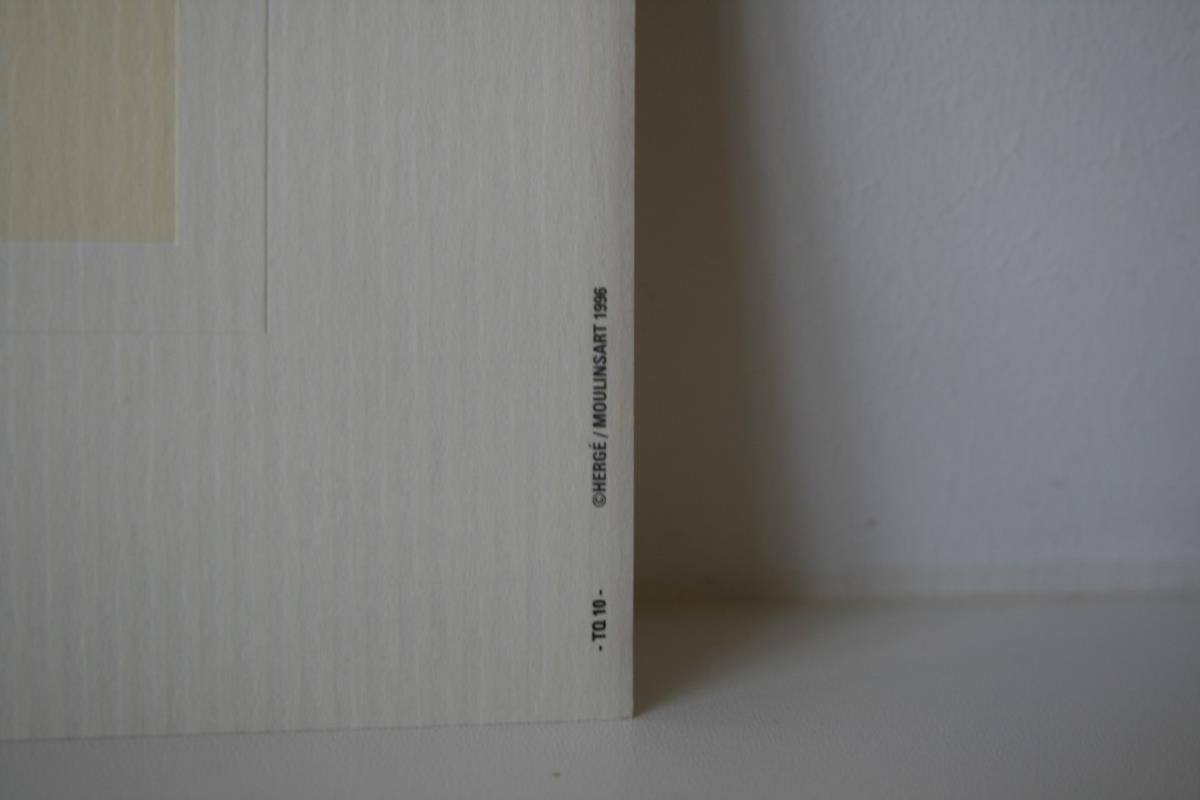 ©HERGÉ / MOULINSART 1996
- TQ 10 -